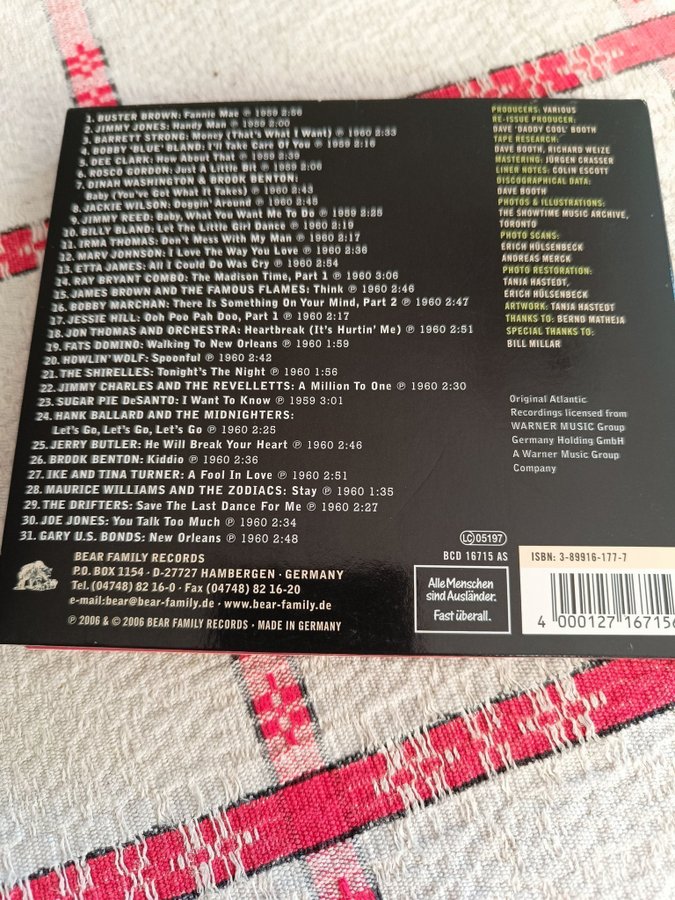 1. BUSTER BROWN: Fannie Mae ℗ 1959 2:56
2. JIMMY JONES: Handy Man ℗ 1959 2:00
3. BARRETT STRONG: Money (That's What I Want) ℗ 1960 2:33
4. BOBBY 'BLUE' BLAND: I'll Take Care Of You ℗ 1959 2:16
5. DEE CLARK: How About That ℗ 1959 2:39
6. ROSCO GORDON: Just A Little Bit ℗ 1959 2:06
7. DINAH WASHINGTON & BROOK BENTON:
Baby (You've Got What It Takes) ℗ 1960 2:43
8. JACKIE WILSON: Doggin' Around ℗ 1960 2:48
9. JIMMY REED: Baby, What You Want Me To Do ℗ 1959 2:25
10. BILLY BLAND: Let The Little Girl Dance ℗ 1960 2:19
11. IRMA THOMAS: Don't Mess With My Man ℗ 1960 2:17
12. MARV JOHNSON: I Love The Way You Love ℗ 1960 2:36
13. ETTA JAMES: All I Could Do Was Cry ℗ 1960 2:54
14. RAY BRYANT COMBO: The Madison Time, Part 1 ℗ 1960 3:06
15. JAMES BROWN AND THE FAMOUS FLAMES: Think ℗ 1960 2:46
16. BOBBY MARCHAN: There Is Something On Your Mind, Part 2 ℗ 1960 2:47
17. JESSIE HILL: Ooh Poo Pah Doo, Part 1 ℗ 1960 2:17
18. JON THOMAS AND ORCHESTRA: Heartbreak (It's Hurtin' Me) ℗ 1960 2:51
19. FATS DOMINO: Walking To New Orleans ℗ 1960 1:59
20. HOWLIN' WOLF: Spoonful ℗ 1960 2:42
21. THE SHIRELLES: Tonight's The Night ℗ 1960 1:56
22. JIMMY CHARLES AND THE REVELLETTS: A Million To One ℗ 1960 2:30
23. SUGAR PIE DeSANTO: I Want To Know ℗ 1959 3:01
24. HANK BALLARD AND THE MIDNIGHTERS:
Let's Go, Let's Go, Let's Go ℗ 1960 2:25
25. JERRY BUTLER: He Will Break Your Heart ℗ 1960 2:46
26. BROOK BENTON: Kiddio ℗ 1960 2:36
27. IKE AND TINA TURNER: A Fool In Love ℗ 1960 2:51
28. MAURICE WILLIAMS AND THE ZODIACS: Stay ℗ 1960 1:35
29. THE DRIFTERS: Save The Last Dance For Me ℗ 1960 2:27
30. JOE JONES: You Talk Too Much ℗ 1960 2:34
31. GARY U.S. BONDS: New Orleans ℗ 1960 2:48
PRODUCERS: VARIOUS
RE-ISSUE PRODUCER:
DAVE 'DADDY COOL' BOOTH
TAPE RESEARCH:
DAVE BOOTH, RICHARD WEIZE
MASTERING: JÜRGEN CRASSER
LINER NOTES: COLIN ESCOTT
DISCOGRAPHICAL DATA:
DAVE BOOTH
PHOTOS & ILLUSTRATIONS:
THE SHOWTIME MUSIC ARCHIVE,
TORONTO
PHOTO SCANS:
ERICH HÜLSENBECK
ANDREAS MERCK
PHOTO RESTORATION:
TANJA HASTEDT,
ERICH HÜLSENBECK
ARTWORK: TANJA HASTEDT
THANKS TO: BERND MATHEJA
SPECIAL THANKS TO:
BILL MILLAR
Original Atlantic
Recordings licensed from
WARNER MUSIC Group
Germany Holding GmbH
A Warner Music Group
Company
LC 05197
BCD 16715 AS
BEAR FAMILY RECORDS
P.O. BOX 1154 · D-27727 HAMBERGEN · GERMANY
Tel. (04748) 82 16-0 · Fax (04748) 82 16-20
e-mail:bear@bear-family.de · www.bear-family.de
℗ 2006 & © 2006 BEAR FAMILY RECORDS · MADE IN GERMANY
Alle Menschen
sind Ausländer.
Fast überall.
ISBN: 3-89916-177-7
4 000127 167156